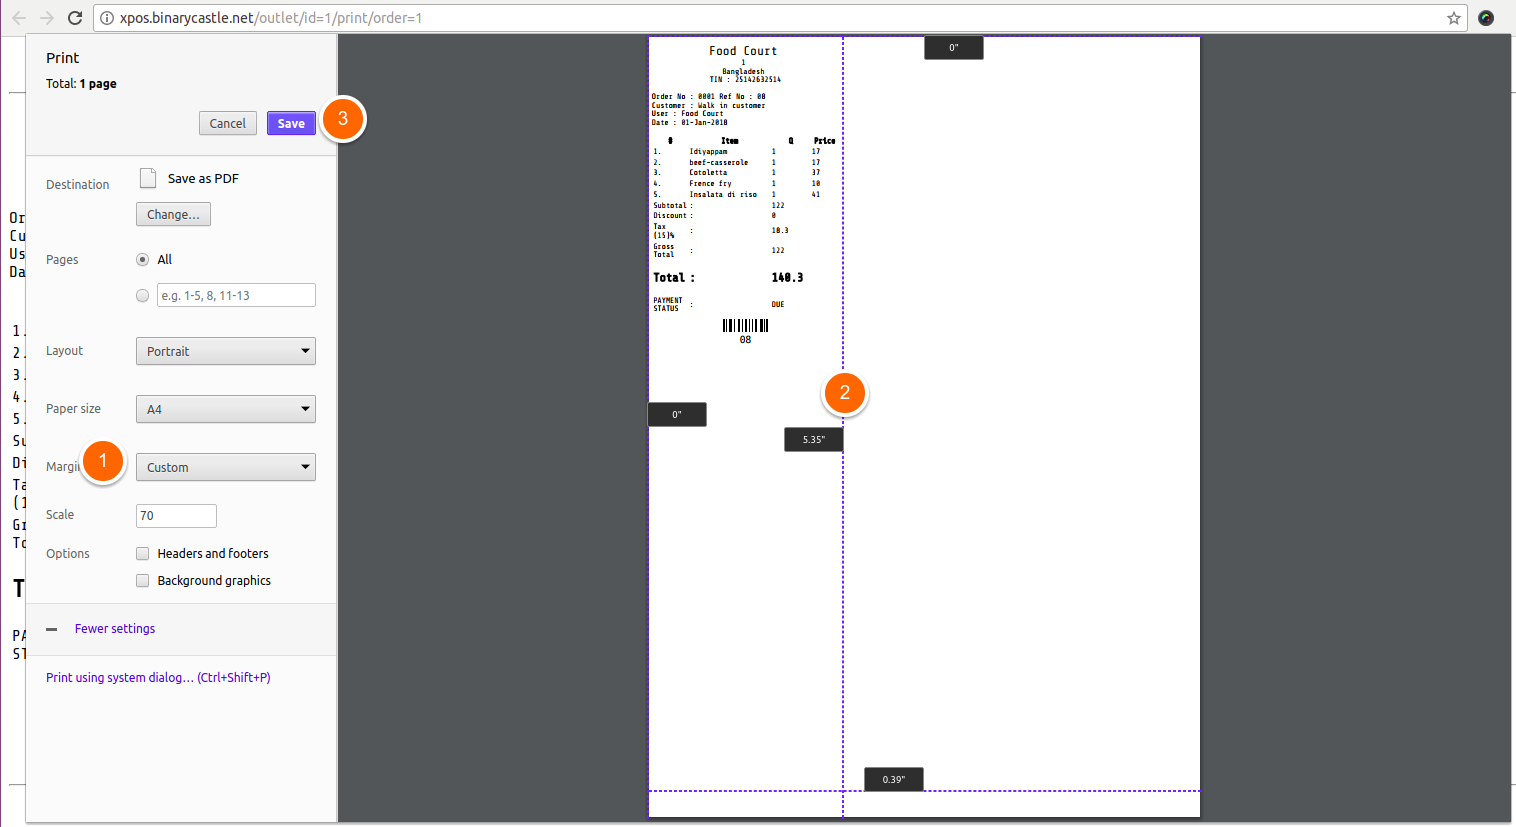 xpos.binarycastle.net/outlet/id=1/print/order=1
Print
Total: 1 page
Cancel
Save
3
Destination
Save as PDF
Change...
Pages
All
e.g. 1-5, 8, 11-13
Layout
Portrait
Paper size
A4
Margi
1
Custom
Scale
70
Options
Headers and footers
Background graphics
Fewer settings
Print using system dialog... (Ctrl+Shift+P)
Or
Cu
Us
Da
1.
2.
3.
4.
5.
Su
Di
Ta
(1
Gr
To
T
PA
ST
0"
Food Court
1
Bangladesh
TIN : 25142632514
Order No : 0001 Ref No : 08
Customer : Walk in customer
User : Food Court
Date : 01-Jan-2018
# Item Q Price
1. Idiyappam 1 17
2. beef-casserole 1 17
3. Cotoletta 1 37
4. Frence fry 1 10
5. Insalata di riso 1 41
Subtotal : 122
Discount : 0
Tax
(15)% : 18.3
Gross
Total : 122
Total : 140.3
PAYMENT
STATUS : DUE
08
2
0"
5.35"
0.39"